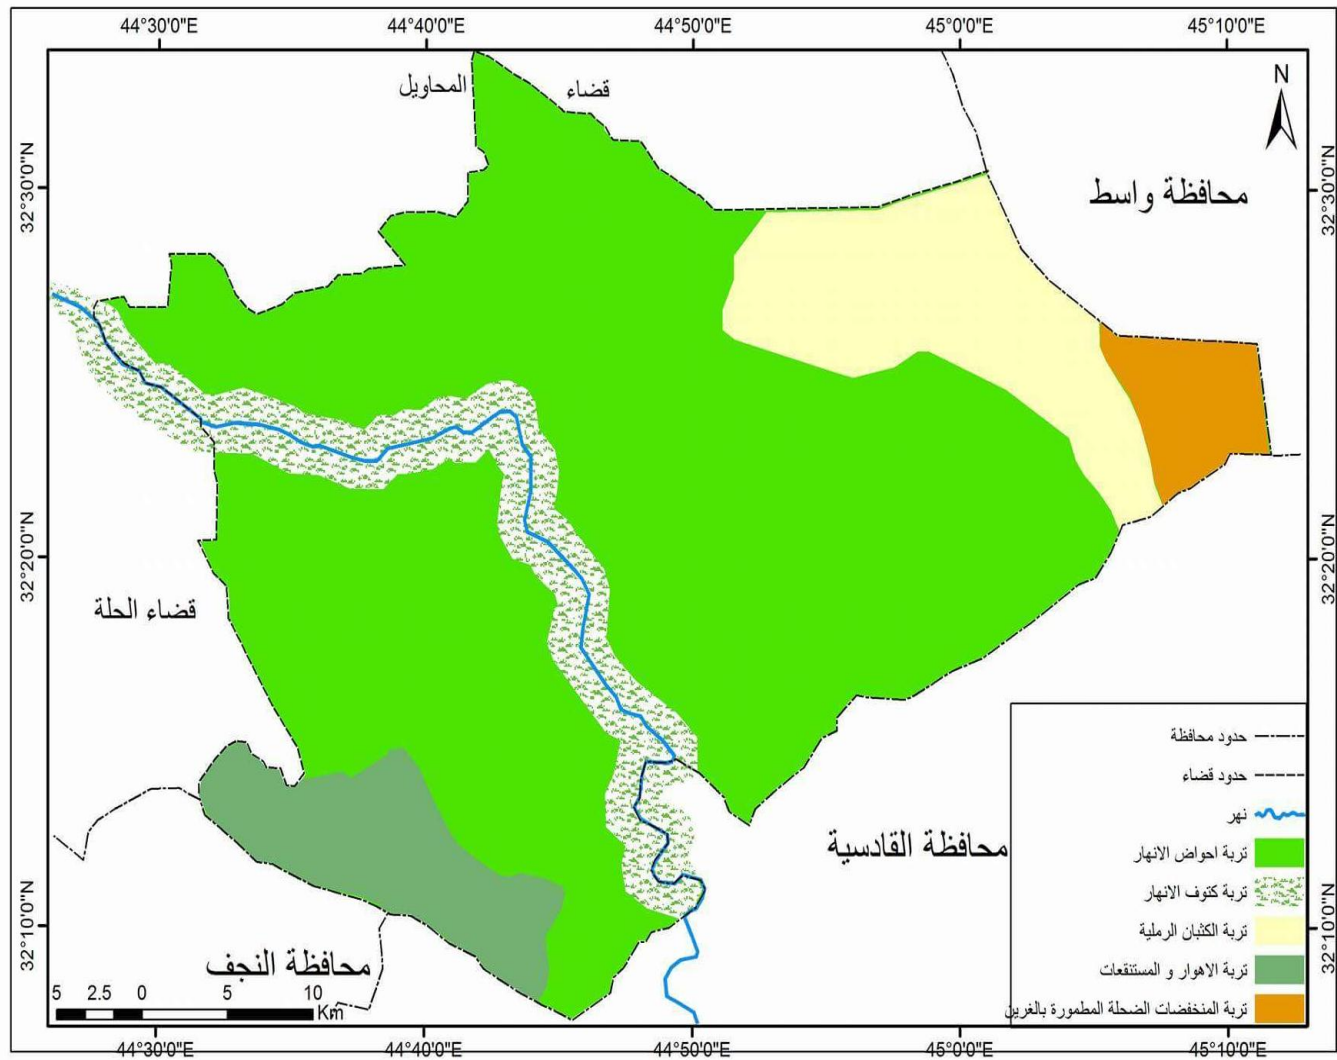 44°30'0"E 44°40'0"E 44°50'0"E 45°0'0"E 45°10'0"E
N
قضاء
المحاويل
32°30'0"N
32°30'0"N
محافظة واسط
32°20'0"N
32°20'0"N
قضاء الحلة
محافظة القادسية
حدود محافظة
حدود قضاء
نهر
تربة احواض الانهار
تربة كتوف الانهار
تربة الكثبان الرملية
تربة الاهوار و المستنقعات
تربة المنخفضات الضحلة المطمورة بالغرين
32°10'0"N
32°10'0"N
محافظة النجف
5 2.5 0 5 10
Km
44°30'0"E 44°40'0"E 44°50'0"E 45°0'0"E 45°10'0"E